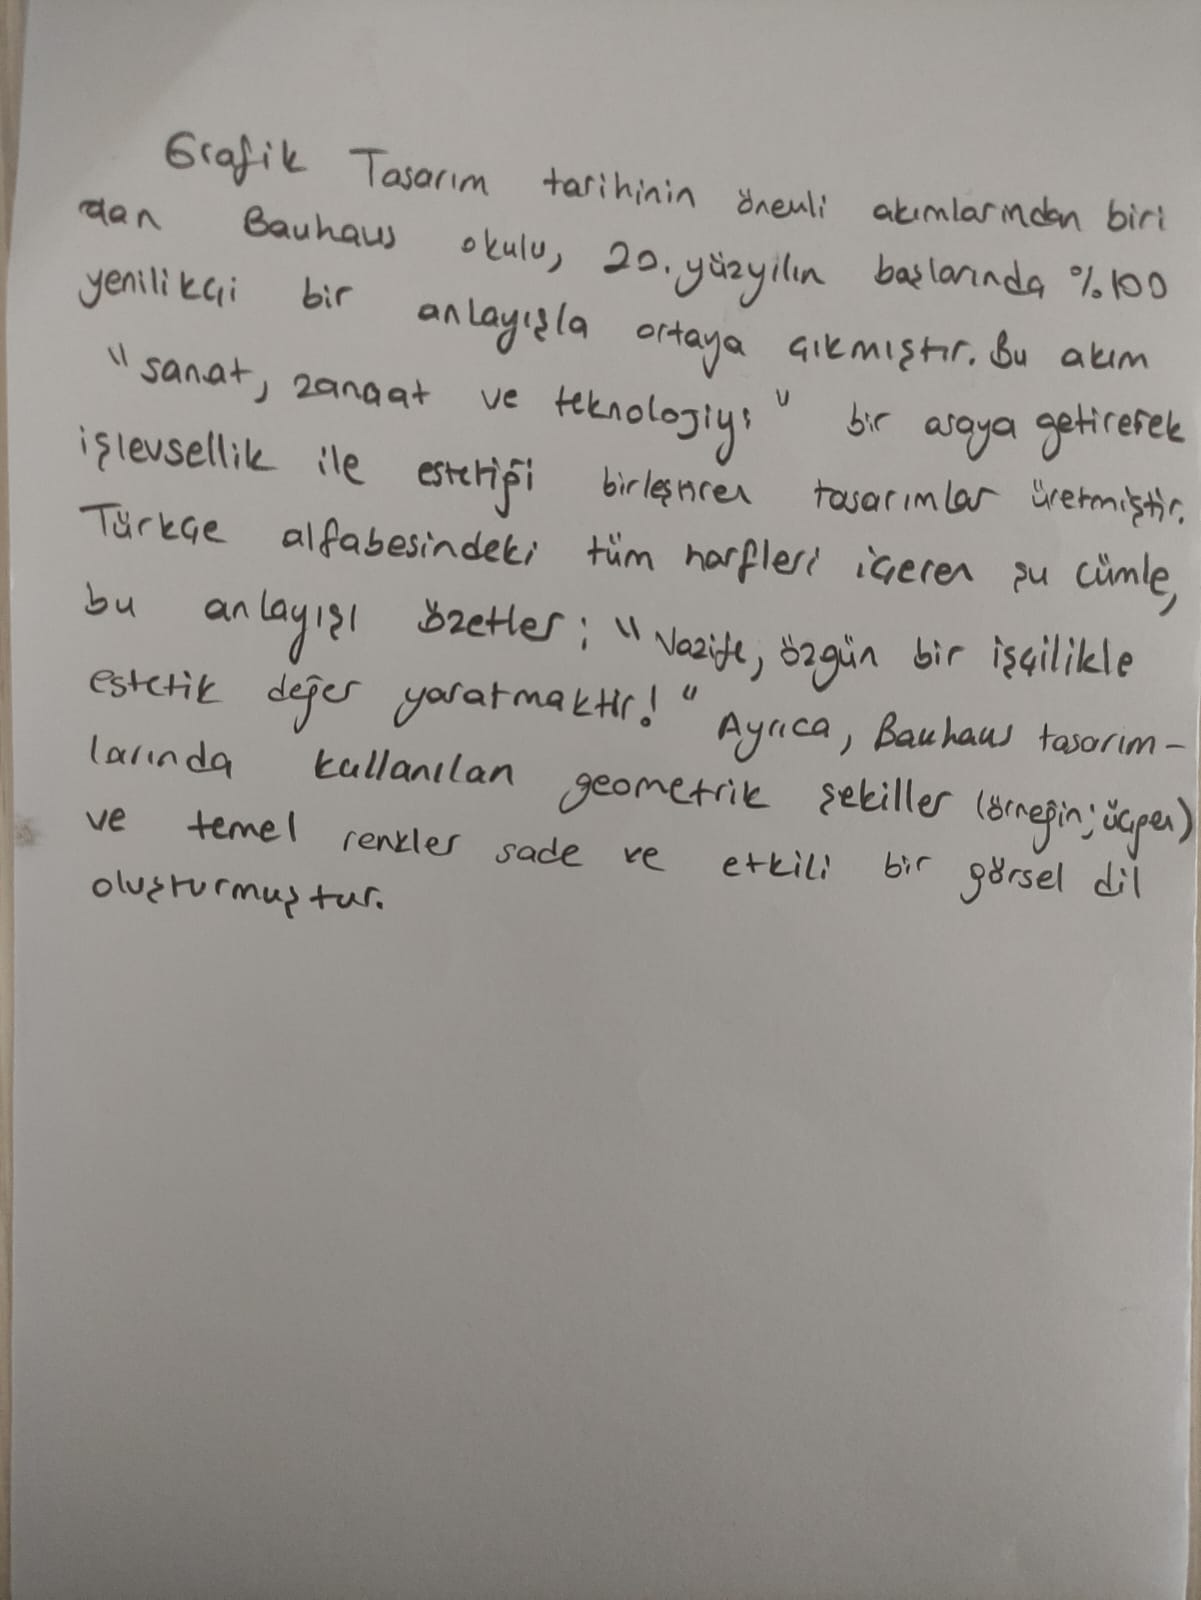 Grafik Tasarım tarihinin önemli akımlarından biri
olan Bauhaus okulu, 20. yüzyılın başlarında %100
yenilikçi bir anlayışla ortaya çıkmıştır. Bu akım
"sanat, zanaat ve teknolojiyi" bir araya getirerek
işlevsellik ile estetiği birleştiren tasarımlar üretmiştir.
Türkçe alfabesindeki tüm harfleri içeren şu cümle,
bu anlayışı özetler; "Vazife, özgün bir işçilikle
estetik değer yaratmaktır!" Ayrıca, Bauhaus tasarım-
larında kullanılan geometrik şekiller (örneğin; üçgen)
ve temel renkler sade ve etkili bir görsel dil
oluşturmuştur.